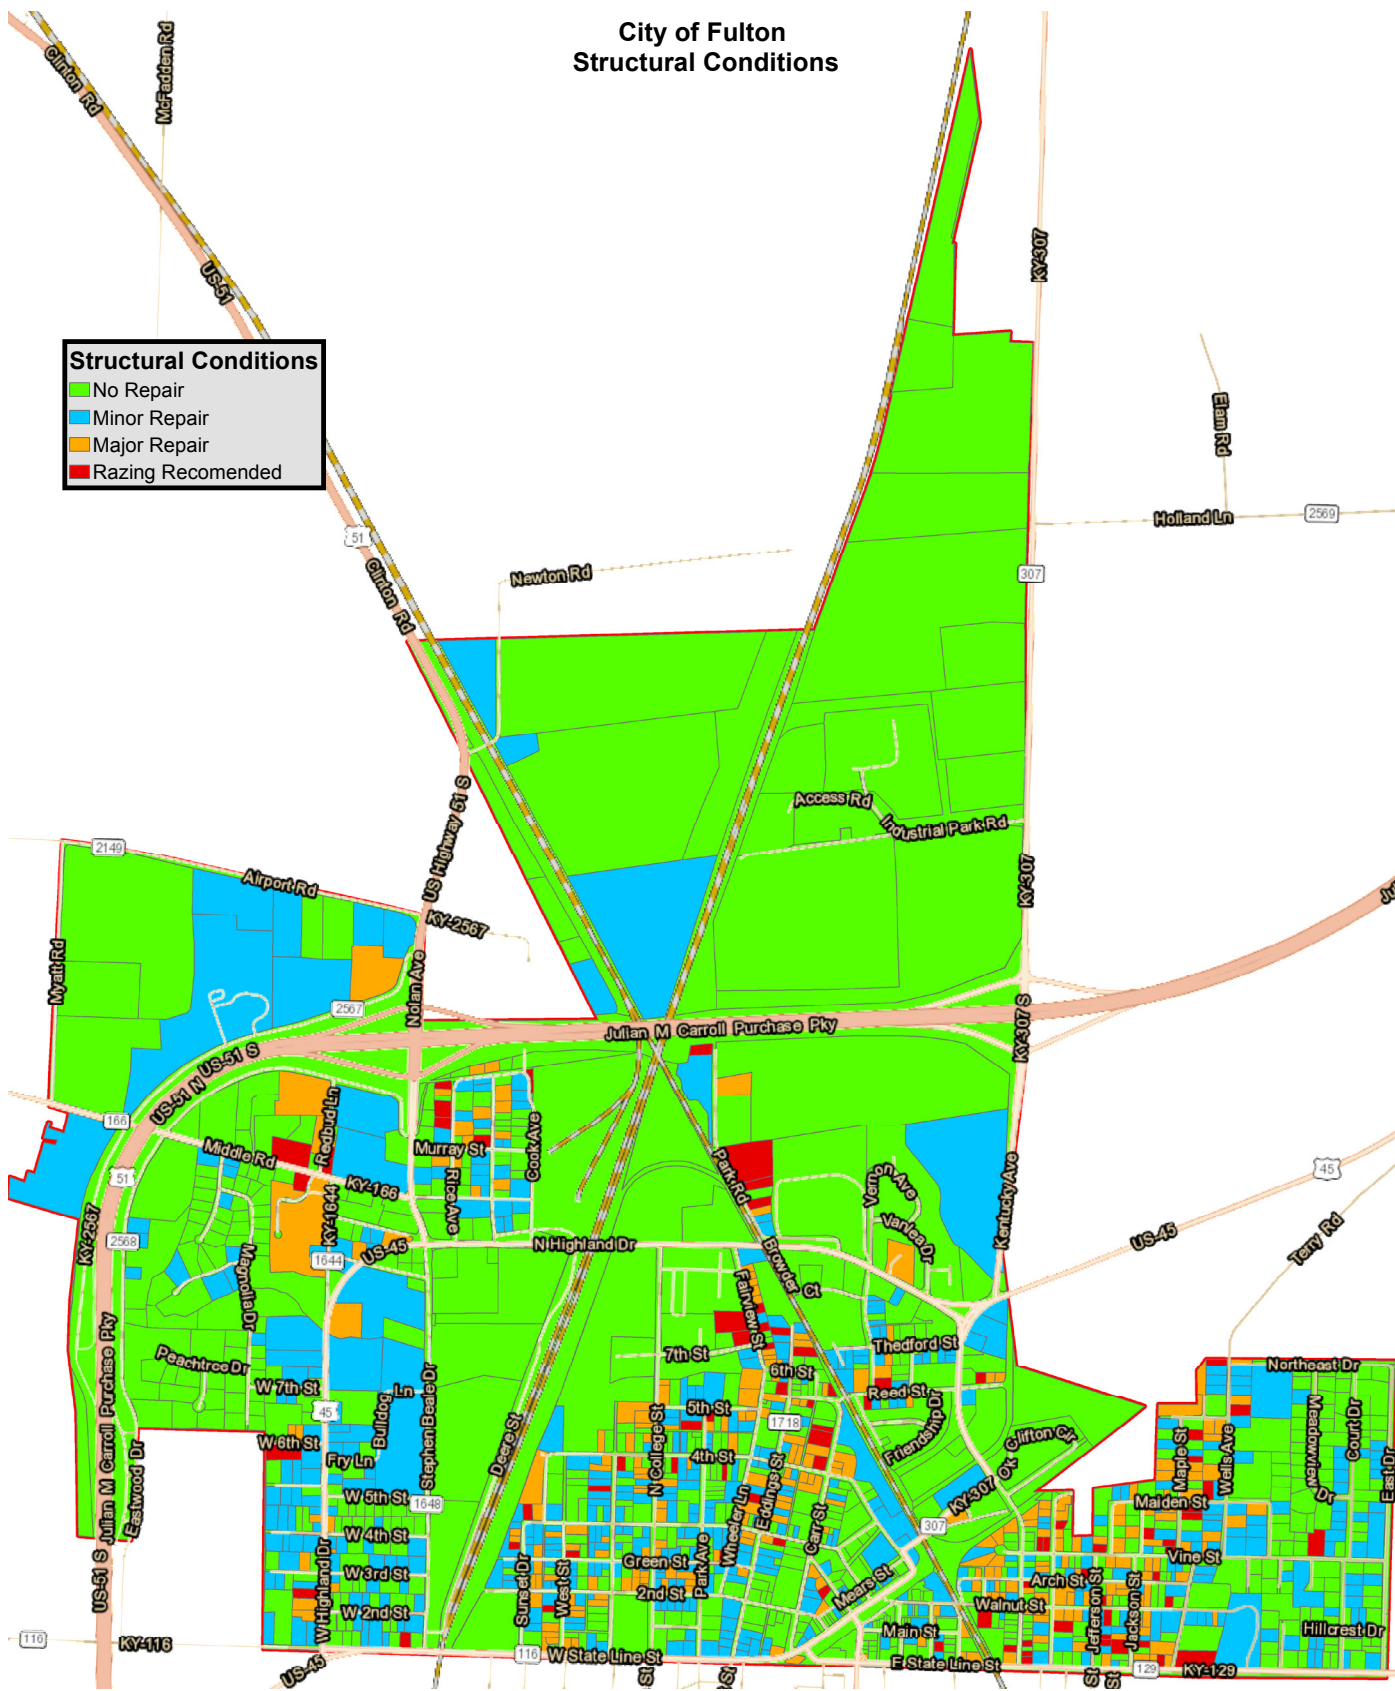 City of Fulton
Structural Conditions
McFadden Rd
Clinton Rd
US-51
KY-307
Structural Conditions
No Repair
Minor Repair
Major Repair
Razing Recomended
Elam Rd
Holland Ln
2569
51
Clinton Rd
Newton Rd
307
Access Rd
Industrial Park Rd
US Highway 51 S
2149
Airport Rd
KY-2567
KY-307
Myatt Rd
Nolan Ave
2567
Julian M Carroll Purchase Pky
KY-307 S
US-51 S
US-51 N
166
Redbud Ln
Middle Rd
Murray St
Rice Ave
Cook Ave
Park Rd
Vernon Ave
45
51
KY-166
KY-1644
Vanlee Dr
Kentucky Ave
US-45
Terry Rd
KY-2567
2568
Magnolia Dr
1644
US-45
N Highland Dr
Browder
Ct
Fairview St
Julian M Carroll Purchase Pky
Peachtree Dr
7th St
Thedford St
Northeast Dr
W 7th St
Bulldog Ln
Stephen Beale Dr
6th St
Reed St
Friendship Dr
Meadowview Dr
Court Dr
45
5th St
1718
W 6th St
Fry Ln
Deere St
N College St
4th St
Eddings St
Clifton Cir
Maple St
Wells Ave
East Dr
Eastwood Dr
W 5th St
1648
Wheeler Ln
Carr St
KY-307
Maiden St
307
W 4th St
Vine St
US-51 S
W Highland Dr
W 3rd St
Sunset Dr
West St
Green St
Park Ave
Mears St
Arch St
2nd St
Walnut St
Jefferson St
Jackson St
W 2nd St
Main St
Hillcrest Dr
116
KY-116
US-45
116
W State Line St
E State Line St
129
KY-129
St
St
St
St